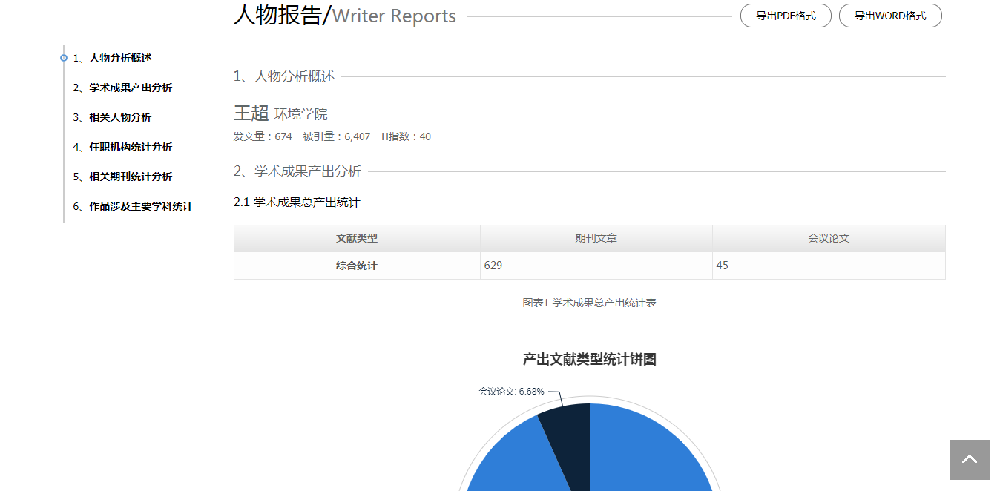 人物报告/Writer Reports
导出PDF格式
导出WORD格式
1、人物分析概述
2、学术成果产出分析
3、相关人物分析
4、任职机构统计分析
5、相关期刊统计分析
6、作品涉及主要学科统计
1、人物分析概述
王超 环境学院
发文量：674 被引量：6,407 H指数：40
2、学术成果产出分析
2.1 学术成果总产出统计
文献类型 期刊文章 会议论文
综合统计 629 45
图表1 学术成果总产出统计表
产出文献类型统计饼图
会议论文: 6.68%